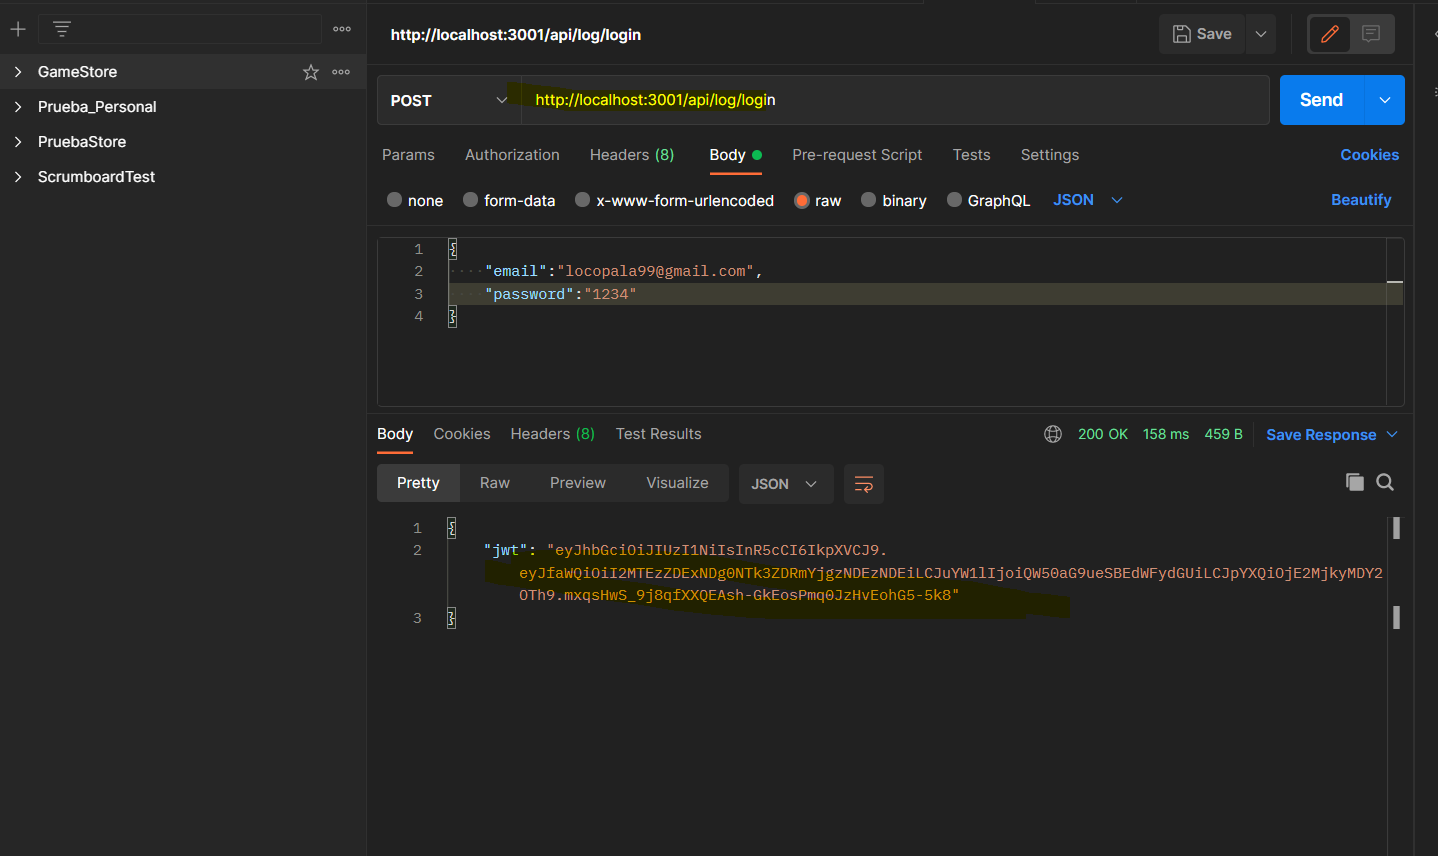 http://localhost:3001/api/log/login
Save
GameStore
Prueba_Personal
PruebaStore
ScrumboardTest
POST
http://localhost:3001/api/log/login
Send
Params Authorization Headers (8) Body Pre-request Script Tests Settings Cookies
none form-data x-www-form-urlencoded raw binary GraphQL JSON Beautify
1 {
2 "email":"locopala99@gmail.com",
3 "password":"1234"
4 }
Body Cookies Headers (8) Test Results 200 OK 158 ms 459 B Save Response
Pretty Raw Preview Visualize JSON
1 {
2 "jwt": "eyJhbGciOiJIUzI1NiIsInR5cCI6IkpXVCJ9.
eyJfaWQiOiI2MTEzZDExNDg0NTk3ZDRmYjgzNDEzNDEiLCJuYW1lIjoiQW50aG9ueSBEdWFydGUiLCJpYXQiOjE2MjkyMDY2
OTh9.mxqsHwS_9j8qfXXQEAsh-GkEosPmq0JzHvEohG5-5k8"
3 }